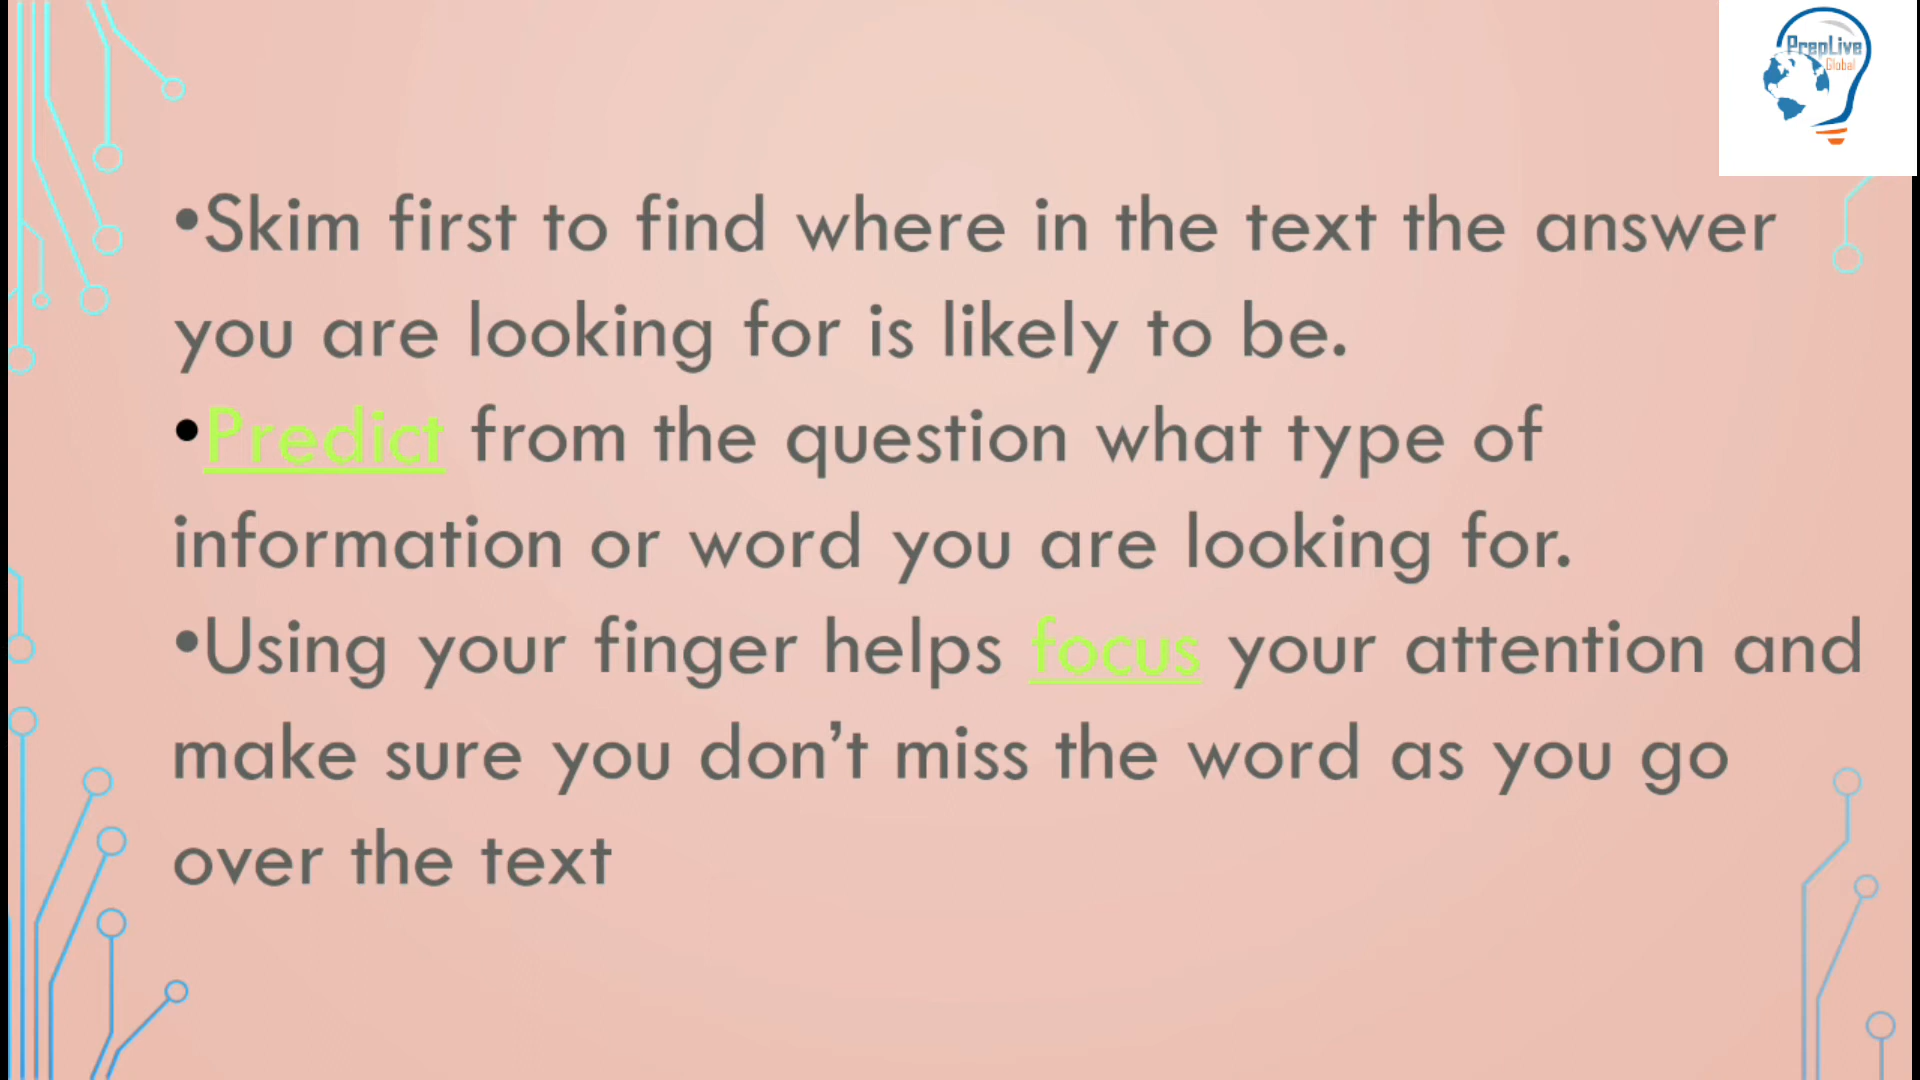 PrepLive
Global
•Skim first to find where in the text the answer
you are looking for is likely to be.
•Predict from the question what type of
information or word you are looking for.
•Using your finger helps focus your attention and
make sure you don’t miss the word as you go
over the text